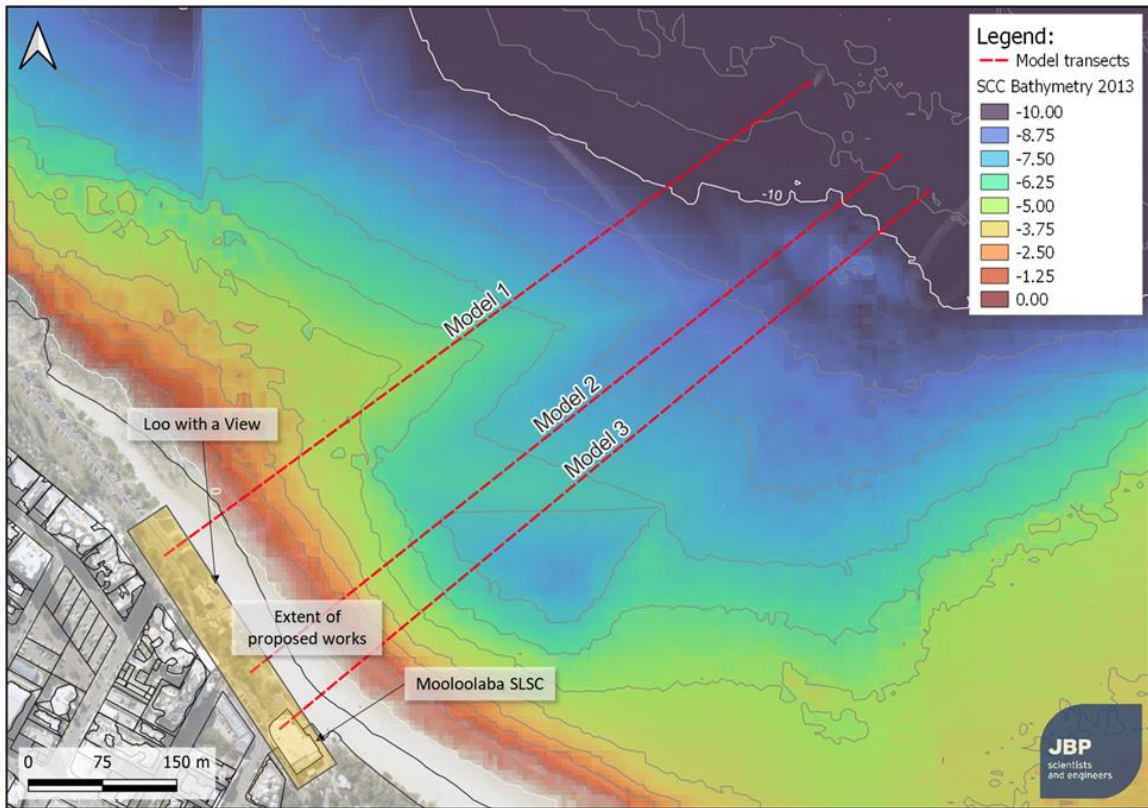 Legend:
Model transects
SCC Bathymetry 2013
-10.00
-8.75
-7.50
-6.25
-5.00
-3.75
-2.50
-1.25
0.00
-10
Model 1
Model 2
Model 3
Loo with a View
0
Extent of
proposed works
Mooloolaba SLSC
0 75 150 m
JBP
scientists
and engineers